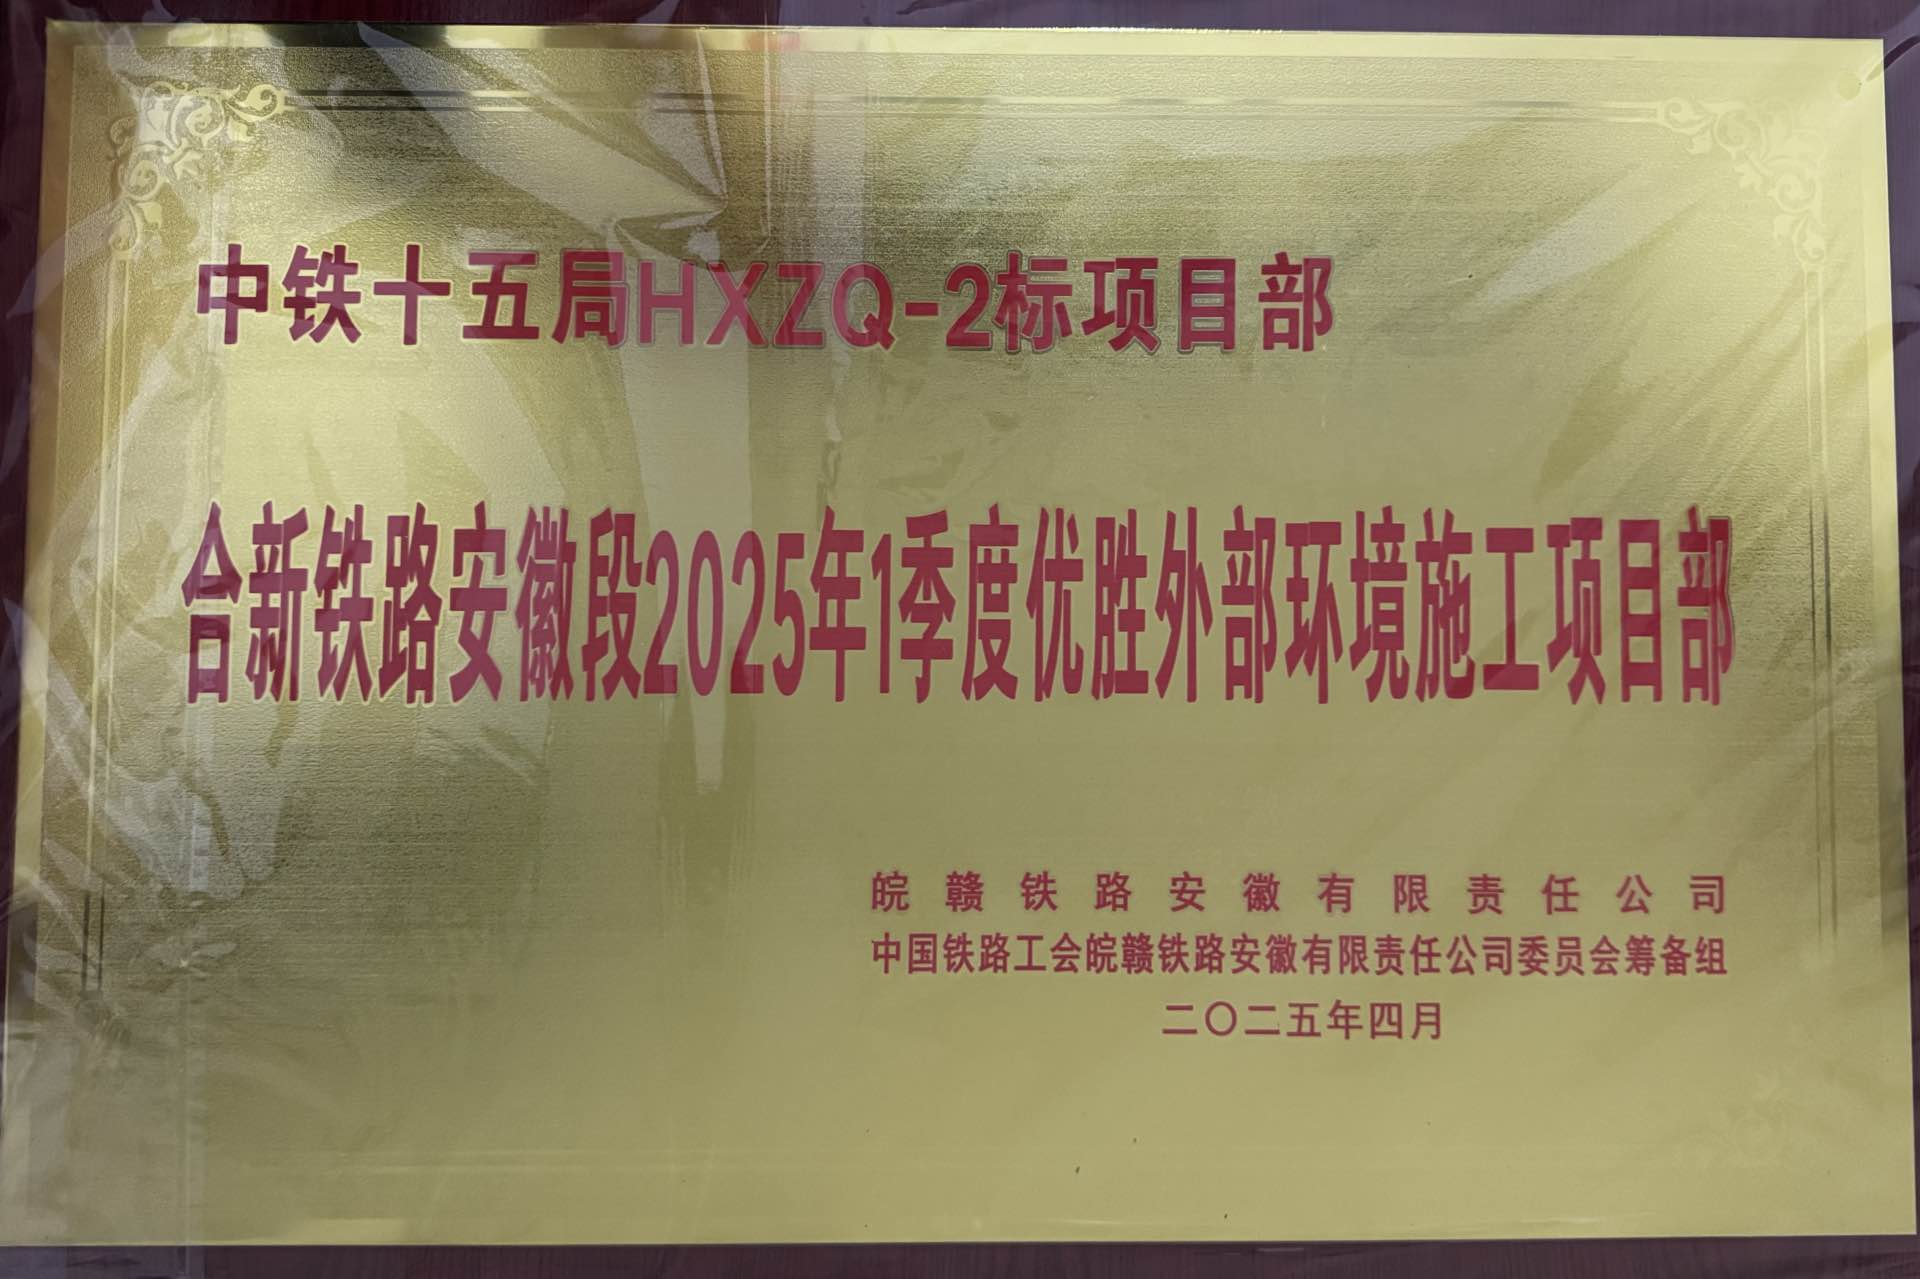 中铁十五局HXZQ-2标项目部
合新铁路安徽段2025年1季度优胜外部环境施工项目部
皖赣铁路安徽有限责任公司
中国铁路工会皖赣铁路安徽有限责任公司委员会筹备组
二〇二五年四月